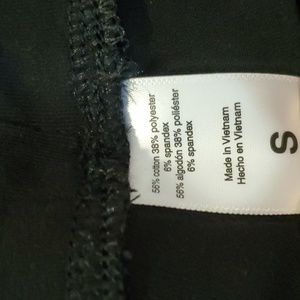 56% cotton 38% polyester
6% spandex
56% algodón 38% poliéster
6% spandex
Made in Vietnam
Hecho en Vietnam
S